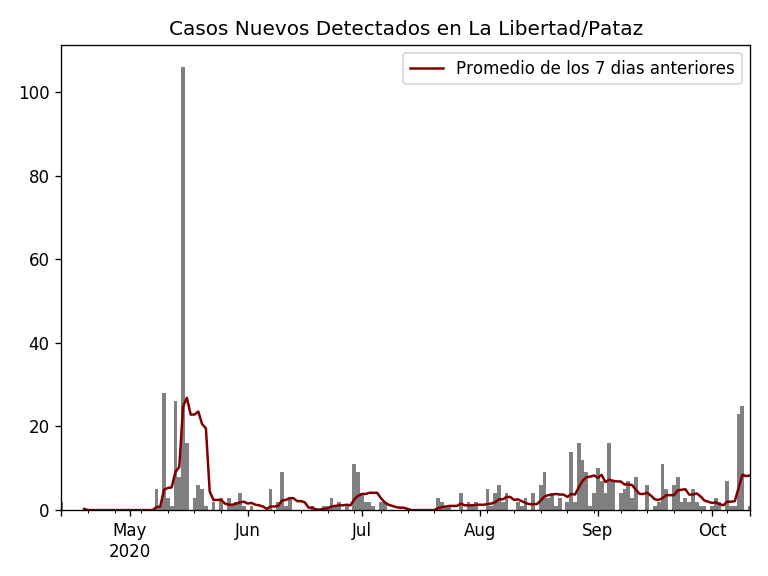 Casos Nuevos Detectados en La Libertad/Pataz
Promedio de los 7 dias anteriores
100
80
60
40
20
0
May Jun Jul Aug Sep Oct
2020